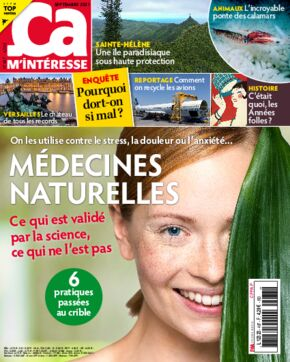 TOP
SEPTEMBRE 2021
ÇA
M'INTÉRESSE
ANIMAUX L'incroyable
ponte des calamars
SAINTE-HÉLÈNE
Une île paradisiaque
sous haute protection
ENQUÊTE
Pourquoi
dort-on
si mal ?
REPORTAGE Comment
on recycle les avions
HISTOIRE
C'était
quoi, les
Années
folles ?
VERSAILLES Le château
de tous les records
On les utilise contre le stress, la douleur ou l'anxiété...
MÉDECINES
NATURELLES
Ce qui est validé
par la science,
ce qui ne l'est pas
6
pratiques
passées
au crible